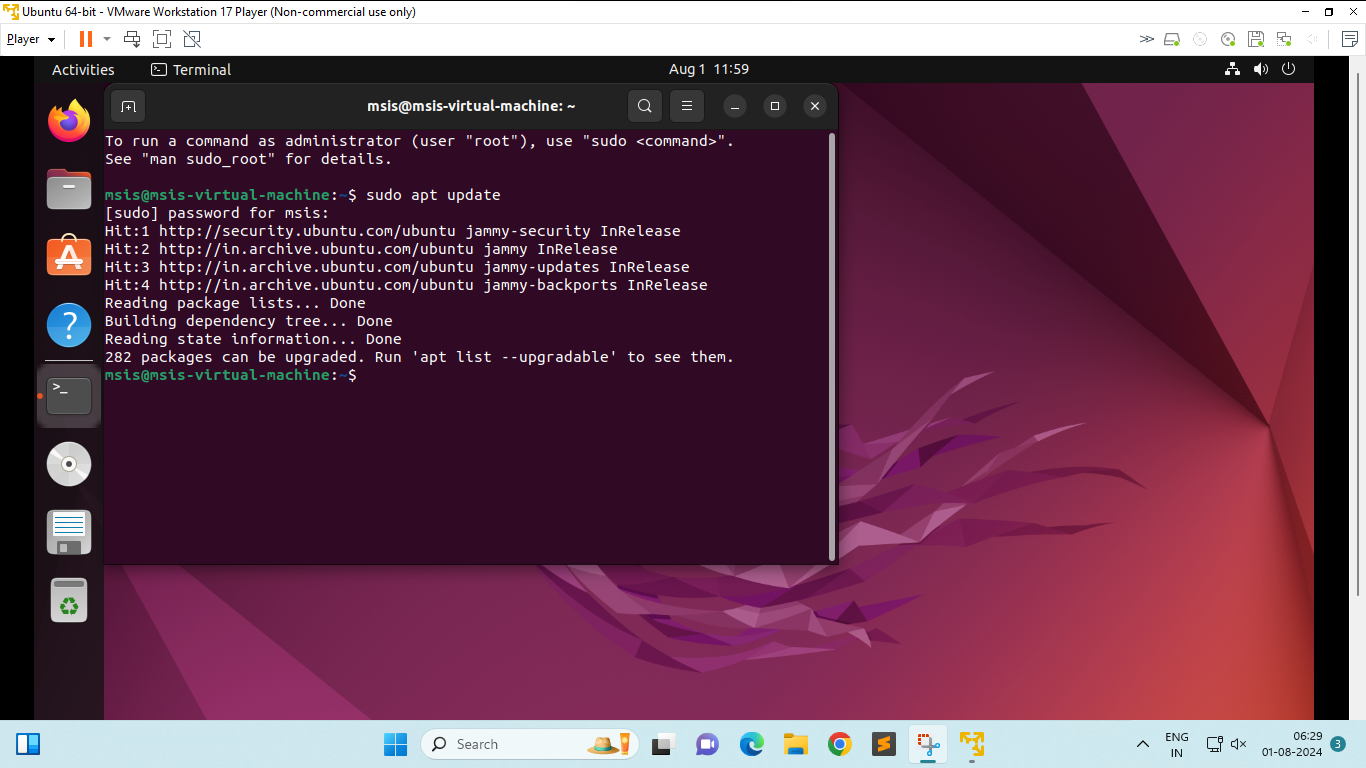 Ubuntu 64-bit - VMware Workstation 17 Player (Non-commercial use only)
Player
Activities
Terminal
Aug 1 11:59
msis@msis-virtual-machine: ~
To run a command as administrator (user "root"), use "sudo <command>".
See "man sudo_root" for details.
msis@msis-virtual-machine:~$ sudo apt update
[sudo] password for msis:
Hit:1 http://security.ubuntu.com/ubuntu jammy-security InRelease
Hit:2 http://in.archive.ubuntu.com/ubuntu jammy InRelease
Hit:3 http://in.archive.ubuntu.com/ubuntu jammy-updates InRelease
Hit:4 http://in.archive.ubuntu.com/ubuntu jammy-backports InRelease
Reading package lists... Done
Building dependency tree... Done
Reading state information... Done
282 packages can be upgraded. Run 'apt list --upgradable' to see them.
msis@msis-virtual-machine:~$
Search
ENG
IN
06:29
01-08-2024
3